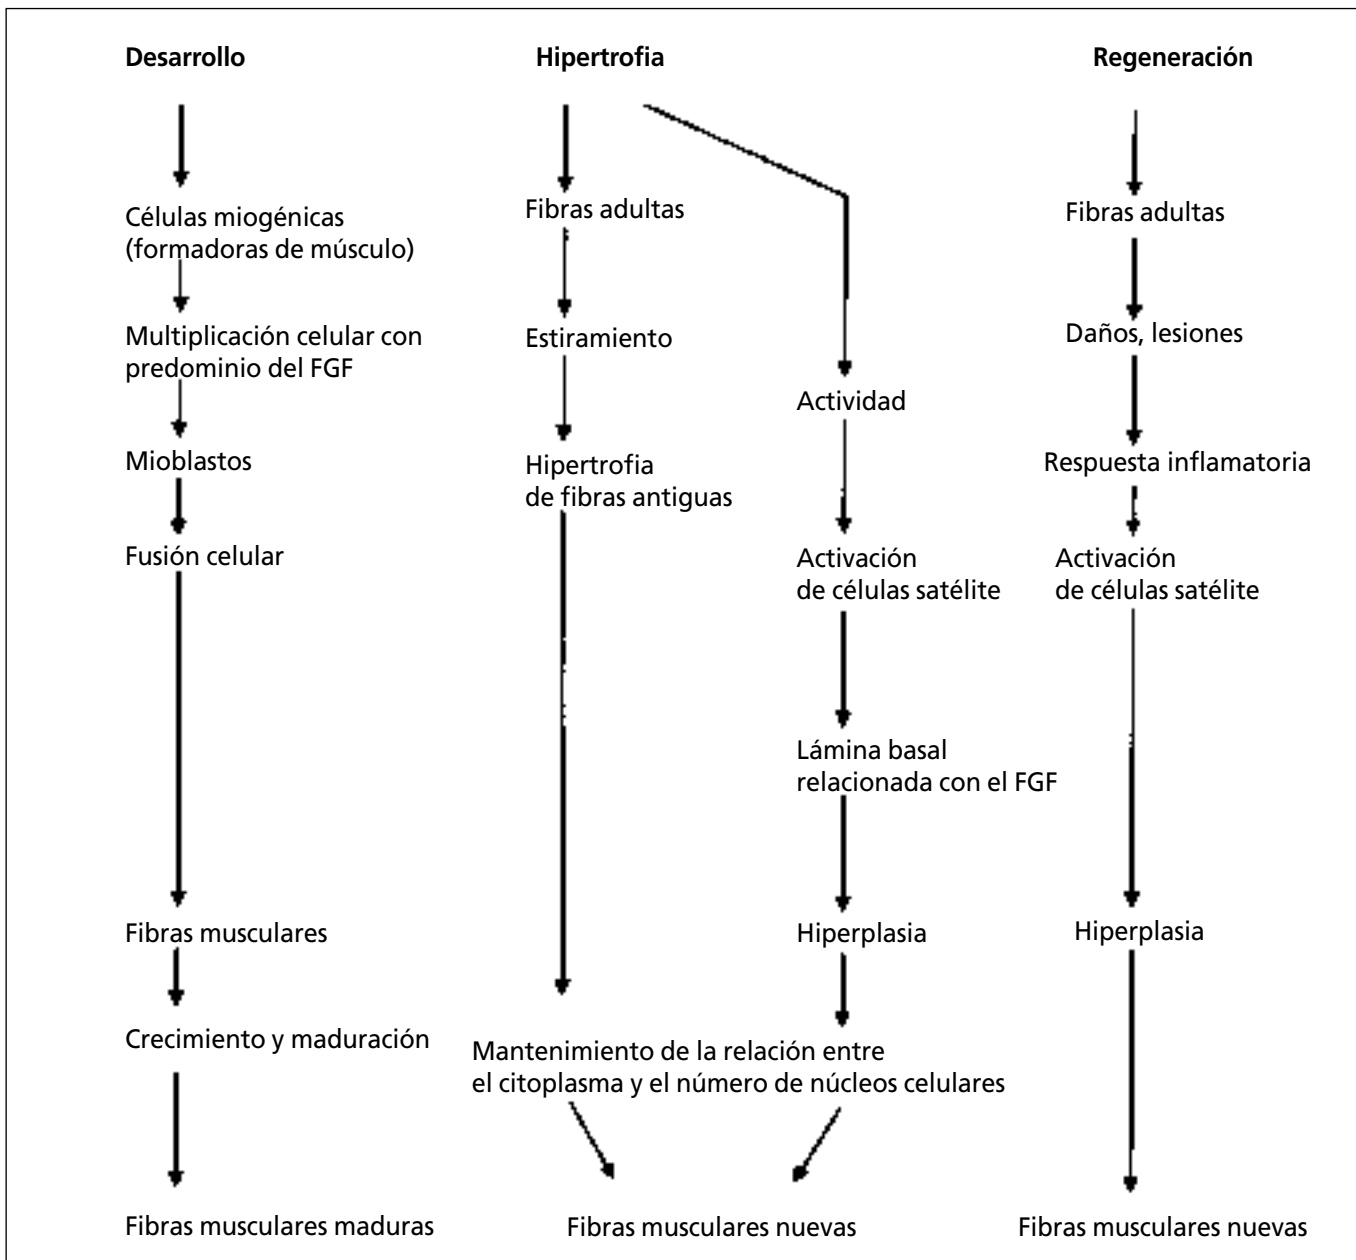 Desarrollo
Células miogénicas
(formadoras de músculo)
Multiplicación celular con
predominio del FGF
Mioblastos
Fusión celular
Fibras musculares
Crecimiento y maduración
Fibras musculares maduras
Hipertrofia
Fibras adultas
Estiramiento
Hipertrofia
de fibras antiguas
Actividad
Activación
de células satélite
Lámina basal
relacionada con el FGF
Hiperplasia
Mantenimiento de la relación entre
el citoplasma y el número de núcleos celulares
Fibras musculares nuevas
Regeneración
Fibras adultas
Daños, lesiones
Respuesta inflamatoria
Activación
de células satélite
Hiperplasia
Fibras musculares nuevas